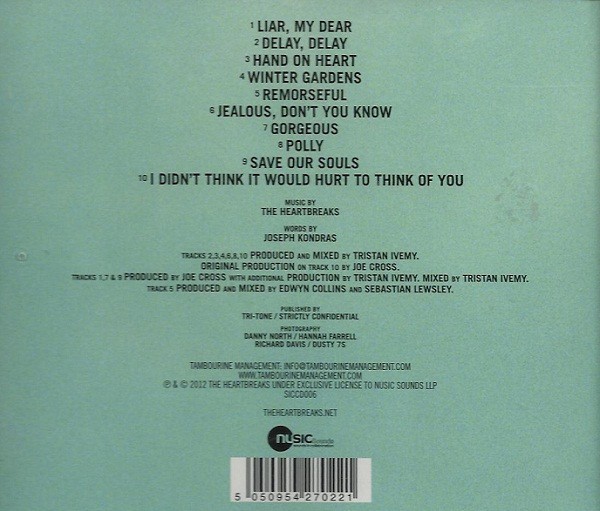 1 LIAR, MY DEAR
2 DELAY, DELAY
3 HAND ON HEART
4 WINTER GARDENS
5 REMORSEFUL
6 JEALOUS, DON'T YOU KNOW
7 GORGEOUS
8 POLLY
9 SAVE OUR SOULS
10 I DIDN'T THINK IT WOULD HURT TO THINK OF YOU
MUSIC BY
THE HEARTBREAKS
WORDS BY
JOSEPH KONDRAS
TRACKS 2,3,4,6,8,10 PRODUCED AND MIXED BY TRISTAN IVEMY.
ORIGINAL PRODUCTION ON TRACK 10 BY JOE CROSS.
TRACKS 1,7 & 9 PRODUCED BY JOE CROSS WITH ADDITIONAL PRODUCTION BY TRISTAN IVEMY. MIXED BY TRISTAN IVEMY.
TRACK 5 PRODUCED AND MIXED BY EDWYN COLLINS AND SEBASTIAN LEWSLEY.
PUBLISHED BY
TRI-TONE / STRICTLY CONFIDENTIAL
PHOTOGRAPHY
DANNY NORTH / HANNAH FARRELL
RICHARD DAVIS / DUSTY 7S
TAMBOURINE MANAGEMENT: INFO@TAMBOURINEMANAGEMENT.COM
WWW.TAMBOURINEMANAGEMENT.COM
℗ & © 2012 THE HEARTBREAKS UNDER EXCLUSIVE LICENSE TO NUSIC SOUNDS LLP
SICCD006
THEHEARTBREAKS.NET
nuSIC
5 050954 270221